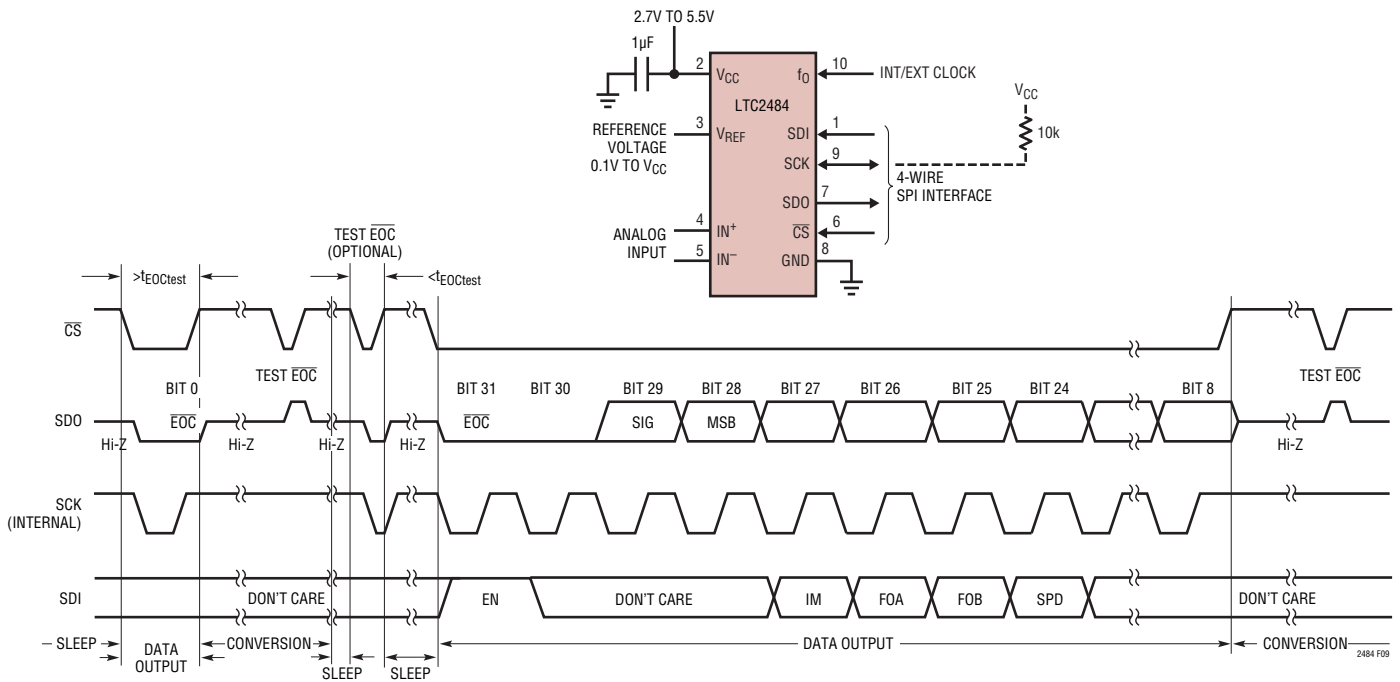 2.7V TO 5.5V
1µF
2
VCC
fO
10
INT/EXT CLOCK
LTC2484
VCC
10k
REFERENCE
VOLTAGE
0.1V TO VCC
3
VREF
SDI
1
SCK
9
4-WIRE
SPI INTERFACE
SDO
7
ANALOG
INPUT
4
IN+
CS
6
5
IN−
GND
8
TEST EOC
(OPTIONAL)
>tEOCtest
<tEOCtest
CS
TEST EOC
TEST EOC
BIT 0
BIT 31
BIT 30
BIT 29
BIT 28
BIT 27
BIT 26
BIT 25
BIT 24
BIT 8
SDO
EOC
EOC
SIG
MSB
Hi-Z
Hi-Z
Hi-Z
Hi-Z
Hi-Z
SCK
(INTERNAL)
SDI
DON'T CARE
EN
DON'T CARE
IM
FOA
FOB
SPD
DON'T CARE
SLEEP
DATA
OUTPUT
CONVERSION
SLEEP
SLEEP
DATA OUTPUT
CONVERSION
2484 F09